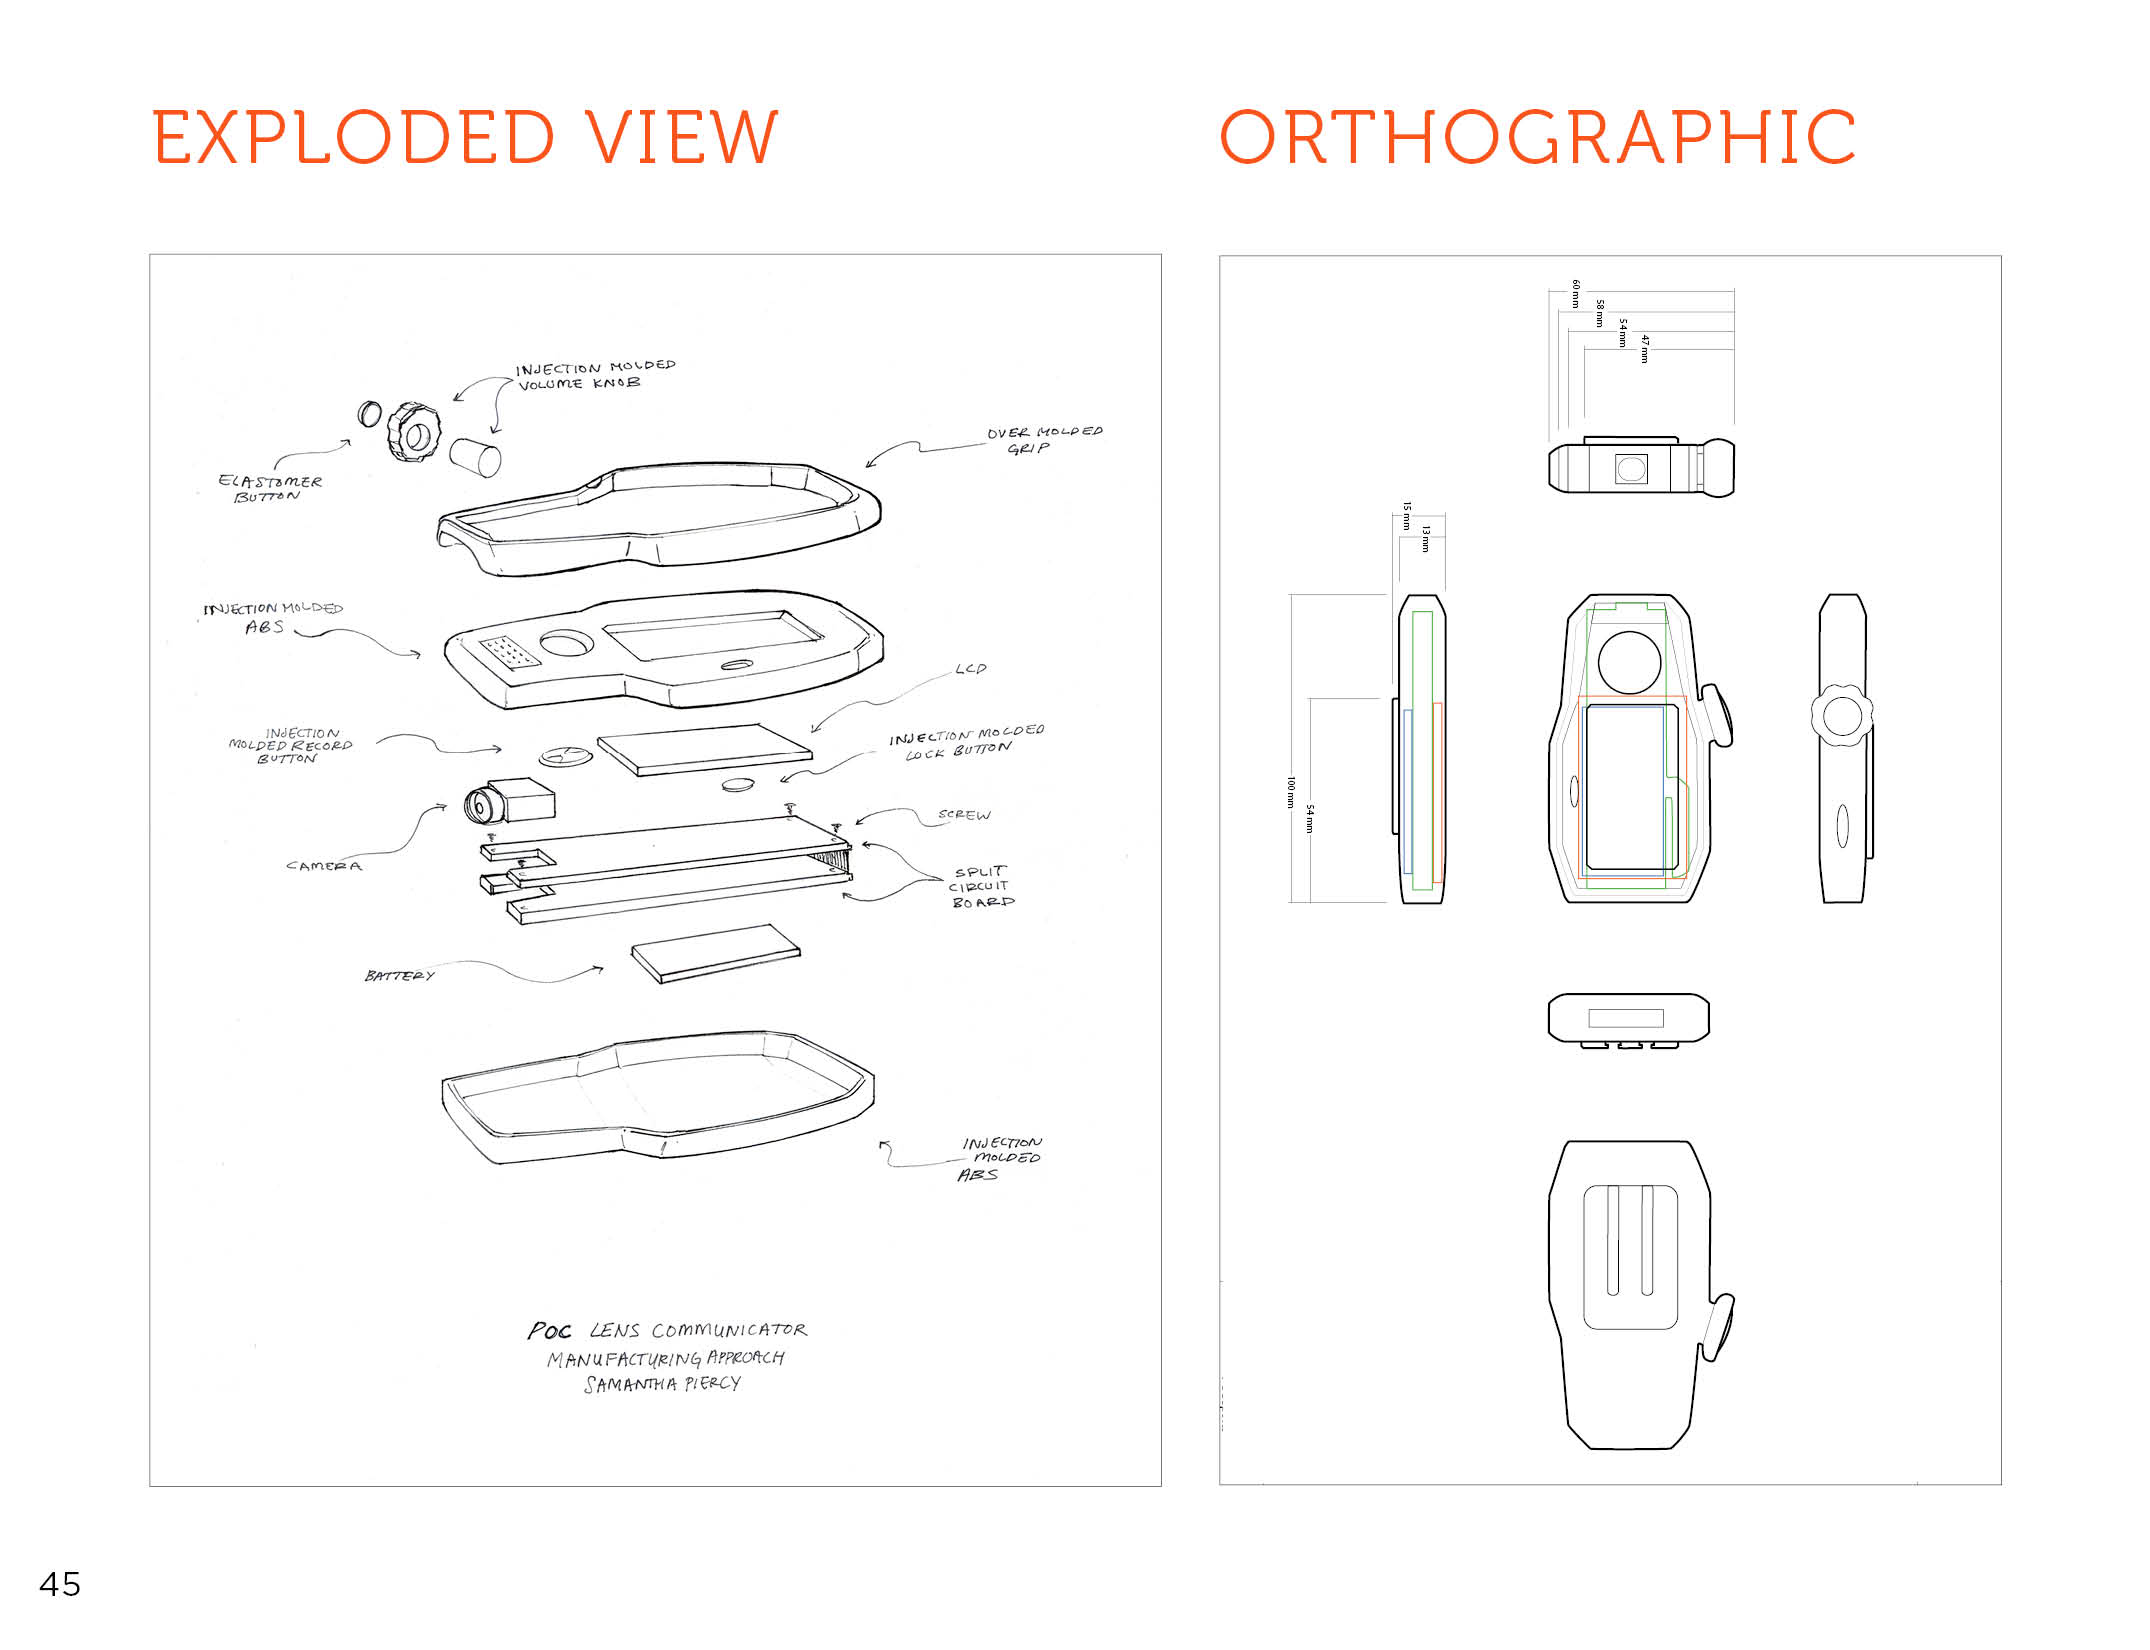 EXPLODED VIEW
ORTHOGRAPHIC
INJECTION MOLDED
VOLUME KNOB
OVER MOLDED
GRIP
ELASTOMER
BUTTON
INJECTION MOLDED
ABS
LCD
INJECTION
MOLDED RECORD
BUTTON
INJECTION MOLDED
LOCK BUTTON
CAMERA
SCREW
SPLIT
CIRCUIT
BOARD
BATTERY
INJECTION
MOLDED
ABS
POC LENS COMMUNICATOR
MANUFACTURING APPROACH
SAMANTHA PIERCY
60 mm
58 mm
54 mm
47 mm
15 mm
13 mm
100 mm
54 mm
45